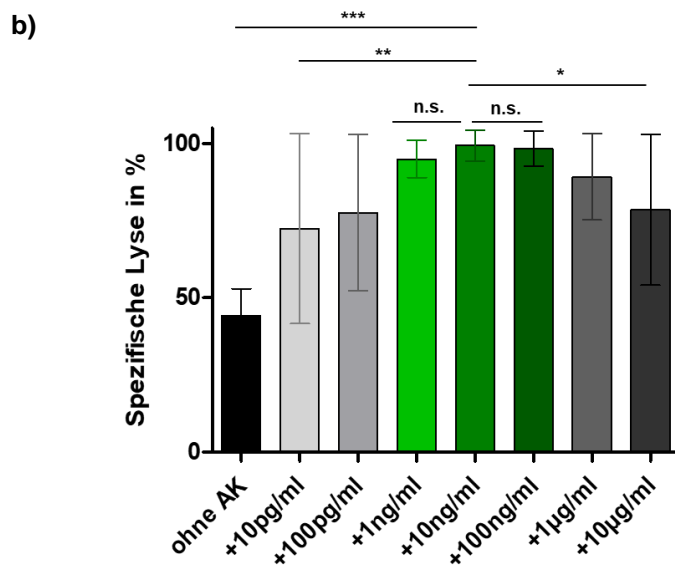 b)
***
**
*
n.s.
n.s.
100
50
0
Spezifische Lyse in %
ohne AK
+10pg/ml
+100pg/ml
+1ng/ml
+10ng/ml
+100ng/ml
+1µg/ml
+10µg/ml